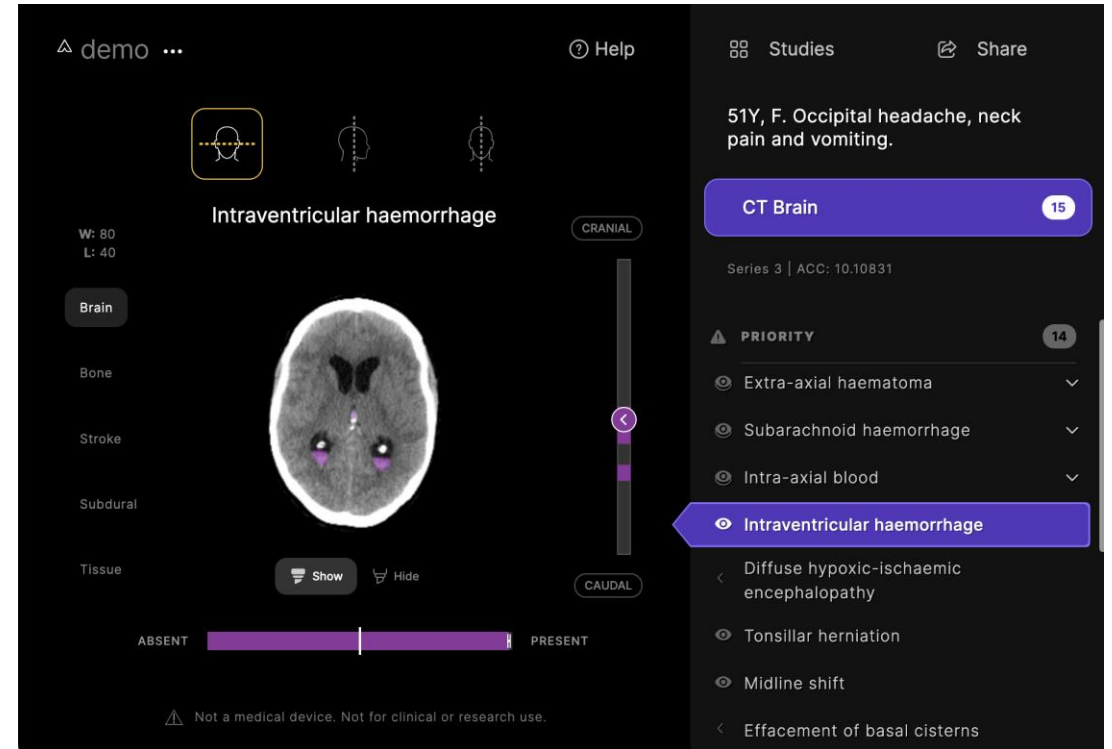 demo ...
Help
Studies
Share
51Y, F. Occipital headache, neck
pain and vomiting.
CT Brain
15
Series 3 | ACC: 10.10831
PRIORITY
14
Extra-axial haematoma
Subarachnoid haemorrhage
Intra-axial blood
Intraventricular haemorrhage
Diffuse hypoxic-ischaemic
encephalopathy
Tonsillar herniation
Midline shift
Effacement of basal cisterns
Intraventricular haemorrhage
W: 80
L: 40
CRANIAL
Brain
Bone
Stroke
Subdural
Tissue
Show
Hide
CAUDAL
ABSENT
PRESENT
Not a medical device. Not for clinical or research use.